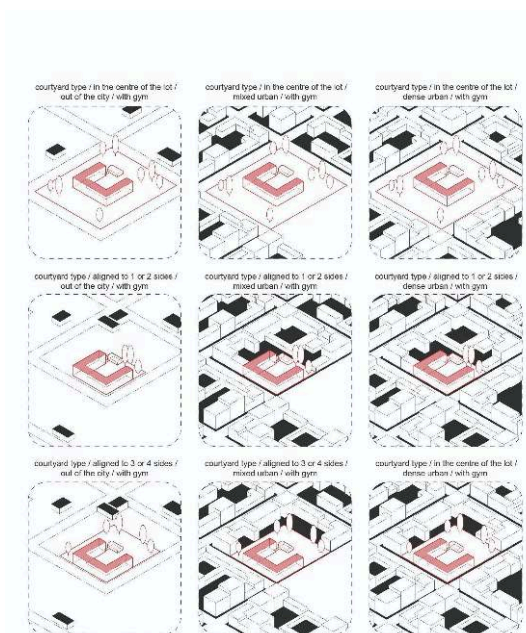 courtyard type / in the centre of the lot /
out of the city / with gym
courtyard type / in the centre of the lot /
mixed urban / with gym
courtyard type / in the centre of the lot /
dense urban / with gym
courtyard type / aligned to 1 or 2 sides /
out of the city / with gym
courtyard type / aligned to 1 or 2 sides /
mixed urban / with gym
courtyard type / aligned to 1 or 2 sides /
dense urban / with gym
courtyard type / aligned to 3 or 4 sides /
out of the city / with gym
courtyard type / aligned to 3 or 4 sides /
mixed urban / with gym
courtyard type / in the centre of the lot /
dense urban / with gym